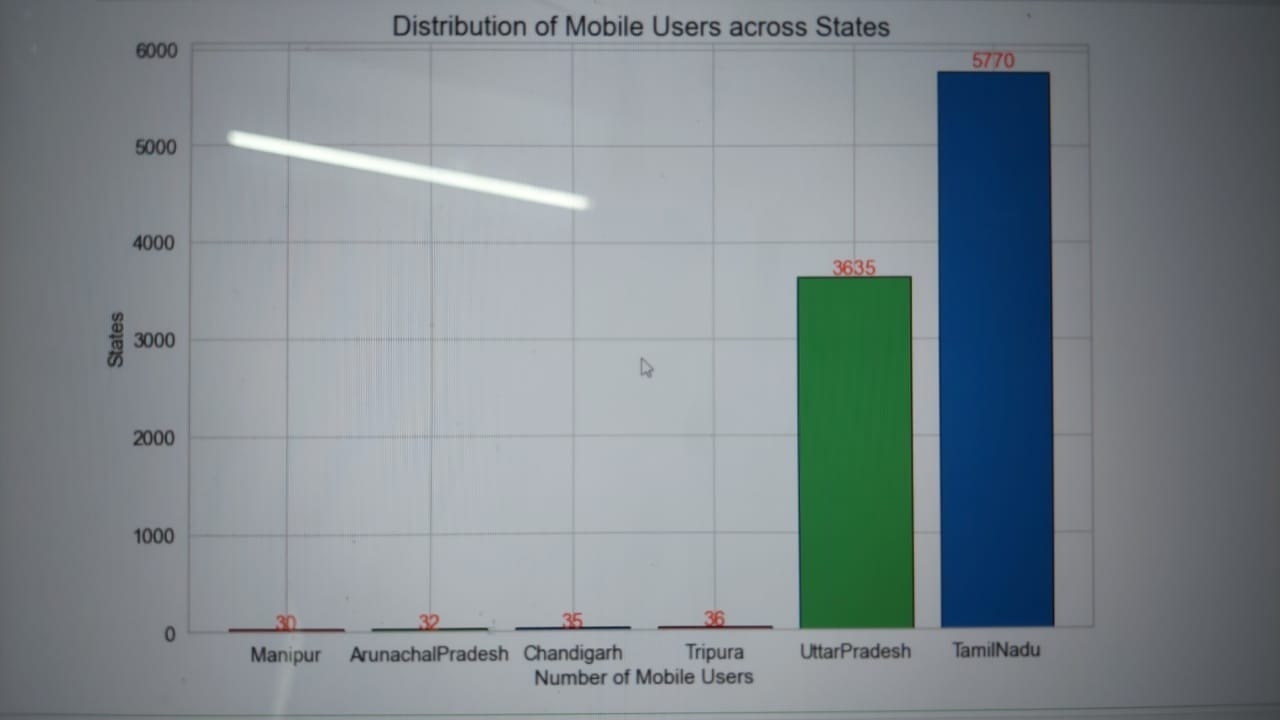 Distribution of Mobile Users across States
6000
5770
5000
4000
3635
States
3000
2000
1000
30 32 35 36
0
Manipur ArunachalPradesh Chandigarh Tripura UttarPradesh TamilNadu
Number of Mobile Users